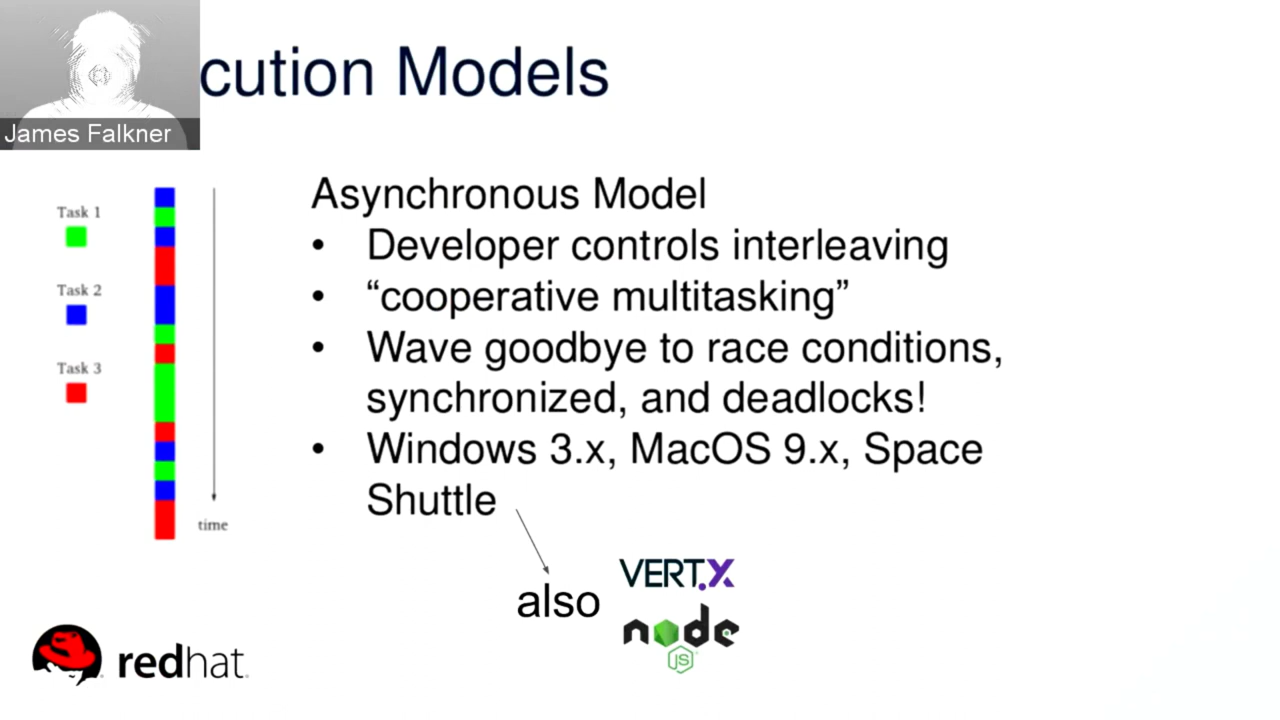 cution Models
James Falkner
Asynchronous Model
• Developer controls interleaving
• “cooperative multitasking”
• Wave goodbye to race conditions,
synchronized, and deadlocks!
• Windows 3.x, MacOS 9.x, Space
Shuttle
Task 1
Task 2
Task 3
time
also
VERT.X
node
JS
redhat.